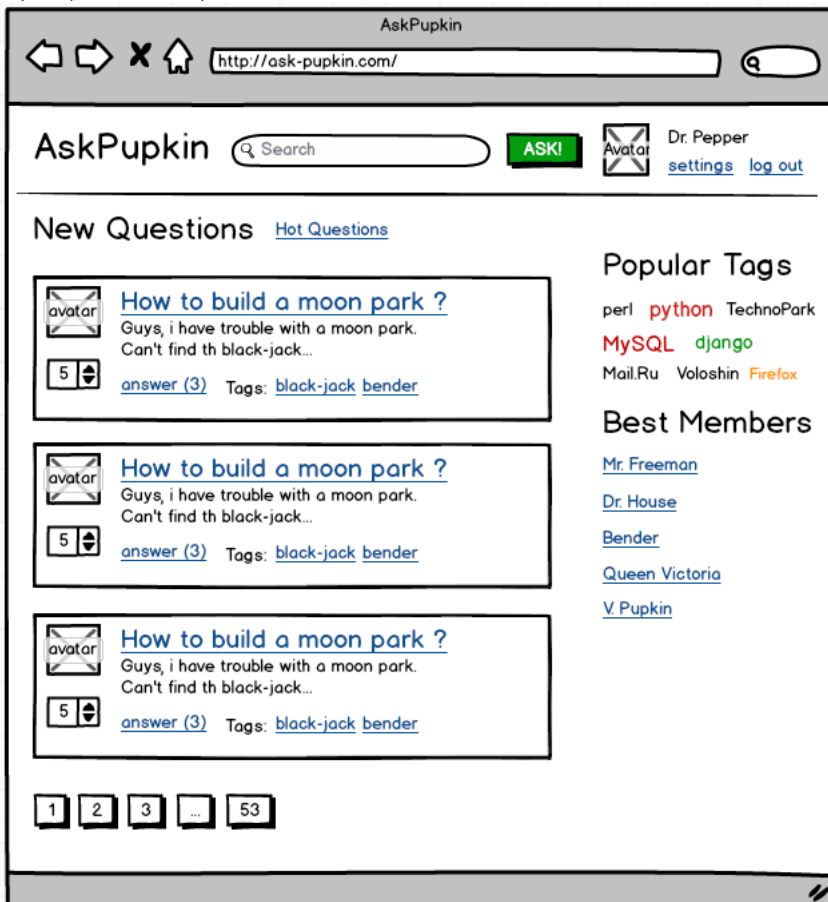 AskPupkin
http://ask-pupkin.com/
AskPupkin
Search
ASK!
Avatar
Dr. Pepper
settings log out
New Questions Hot Questions
avatar
How to build a moon park ?
Guys, i have trouble with a moon park.
Can't find th black-jack...
5
answer (3) Tags: black-jack bender
avatar
How to build a moon park ?
Guys, i have trouble with a moon park.
Can't find th black-jack...
5
answer (3) Tags: black-jack bender
avatar
How to build a moon park ?
Guys, i have trouble with a moon park.
Can't find th black-jack...
5
answer (3) Tags: black-jack bender
1 2 3 ... 53
Popular Tags
perl python TechnoPark
MySQL django
Mail.Ru Voloshin Firefox
Best Members
Mr. Freeman
Dr. House
Bender
Queen Victoria
V. Pupkin